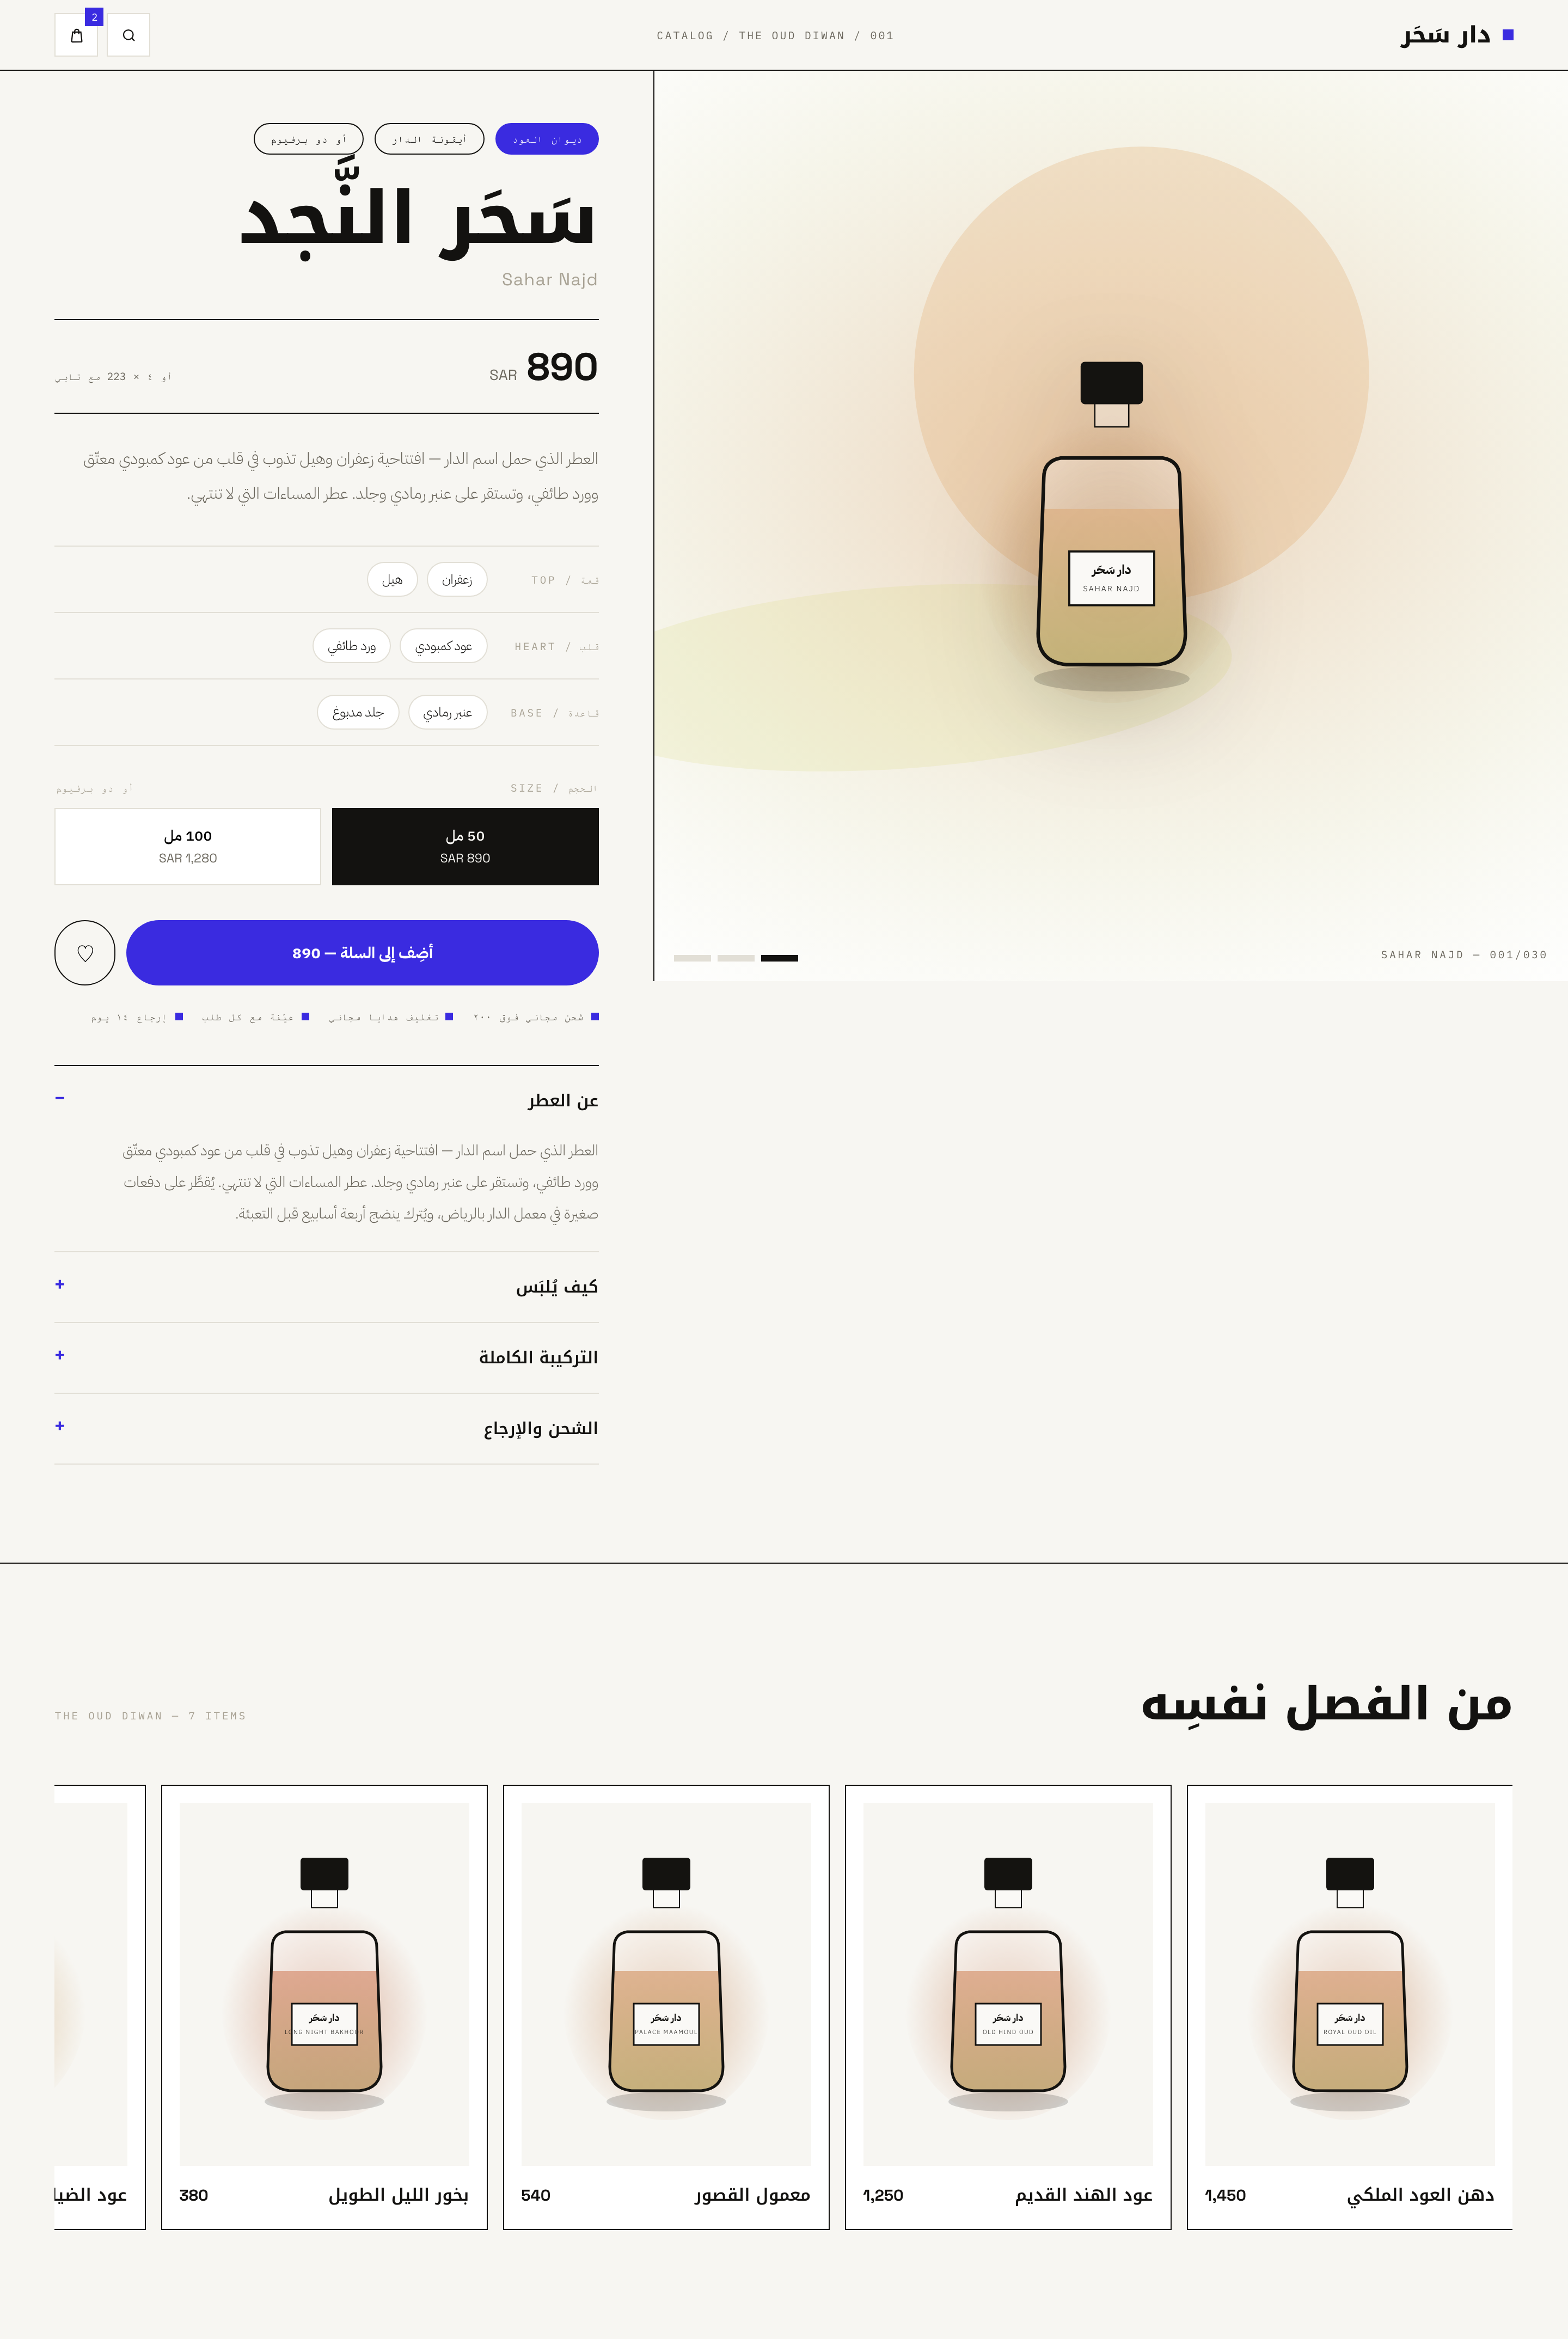 دار سَحَر
CATALOG / THE OUD DIWAN / 001
2
ديوان العود
أيقونة الدار
أو دو برفيوم
سَحَر النَّجد
Sahar Najd
890 SAR
أو ٤ × 223 مع تابي
العطر الذي حمل اسم الدار — افتتاحية زعفران وهيل تذوب في قلب من عود كمبودي معتّق
وورد طائفي، وتستقر على عنبر رمادي وجلد. عطر المساءات التي لا تنتهي.
قمة / TOP
زعفران
هيل
قلب / HEART
عود كمبودي
ورد طائفي
قاعدة / BASE
عنبر رمادي
جلد مدبوغ
الحجم / SIZE
أو دو برفيوم
50 مل
SAR 890
100 مل
SAR 1,280
أضِف إلى السلة — 890
شحن مجاني فوق ٢٠٠
تغليف هدايا مجاني
عيّنة مع كل طلب
إرجاع ١٤ يوم
دار سَحَر
SAHAR NAJD
SAHAR NAJD — 001/030
عن العطر
−
العطر الذي حمل اسم الدار — افتتاحية زعفران وهيل تذوب في قلب من عود كمبودي معتّق
وورد طائفي، وتستقر على عنبر رمادي وجلد. عطر المساءات التي لا تنتهي. يُقطَّر على دفعات
صغيرة في معمل الدار بالرياض، ويُترك ينضج أربعة أسابيع قبل التعبئة.
كيف يُلبَس
+
التركيبة الكاملة
+
الشحن والإرجاع
+
من الفصل نفسِه
THE OUD DIWAN — 7 ITEMS
دار سَحَر
ROYAL OUD OIL
دهن العود الملكي
1,450
دار سَحَر
OLD HIND OUD
عود الهند القديم
1,250
دار سَحَر
PALACE MAAMOUL
معمول القصور
540
دار سَحَر
LONG NIGHT BAKHOOR
بخور الليل الطويل
380
عود الضيا